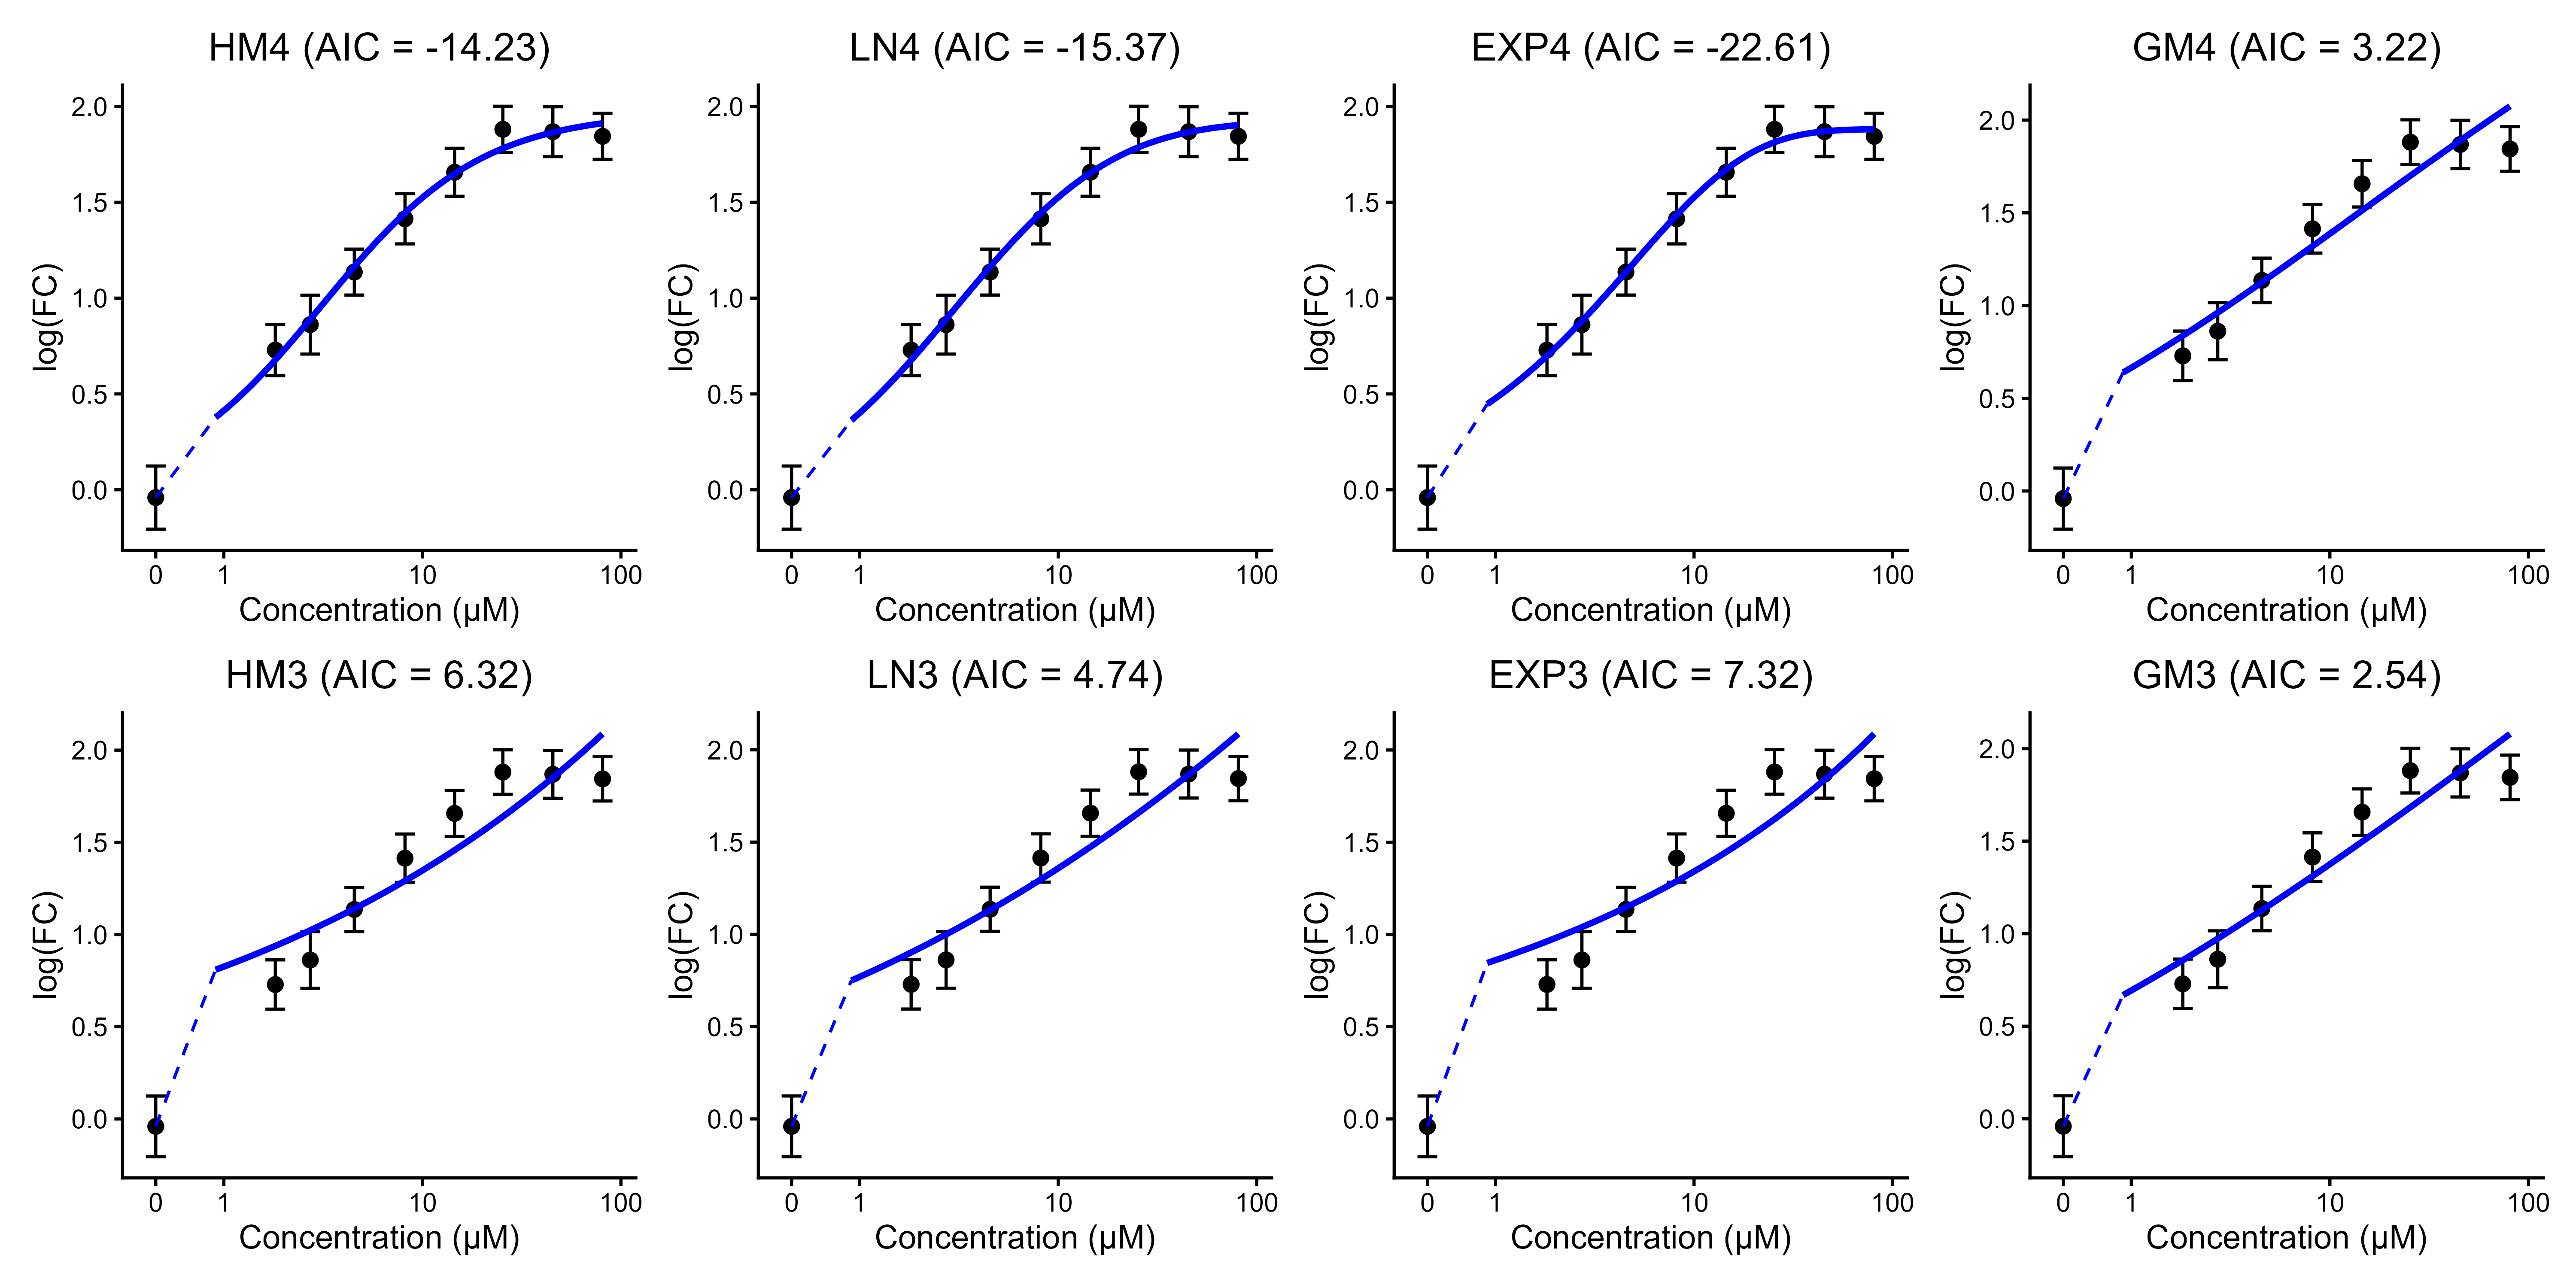 HM4 (AIC = -14.23)
LN4 (AIC = -15.37)
EXP4 (AIC = -22.61)
GM4 (AIC = 3.22)
log(FC)
2.0
1.5
1.0
0.5
0.0
0 1 10 100
Concentration (µM)
log(FC)
2.0
1.5
1.0
0.5
0.0
0 1 10 100
Concentration (µM)
log(FC)
2.0
1.5
1.0
0.5
0.0
0 1 10 100
Concentration (µM)
log(FC)
2.0
1.5
1.0
0.5
0.0
0 1 10 100
Concentration (µM)
HM3 (AIC = 6.32)
LN3 (AIC = 4.74)
EXP3 (AIC = 7.32)
GM3 (AIC = 2.54)
log(FC)
2.0
1.5
1.0
0.5
0.0
0 1 10 100
Concentration (µM)
log(FC)
2.0
1.5
1.0
0.5
0.0
0 1 10 100
Concentration (µM)
log(FC)
2.0
1.5
1.0
0.5
0.0
0 1 10 100
Concentration (µM)
log(FC)
2.0
1.5
1.0
0.5
0.0
0 1 10 100
Concentration (µM)